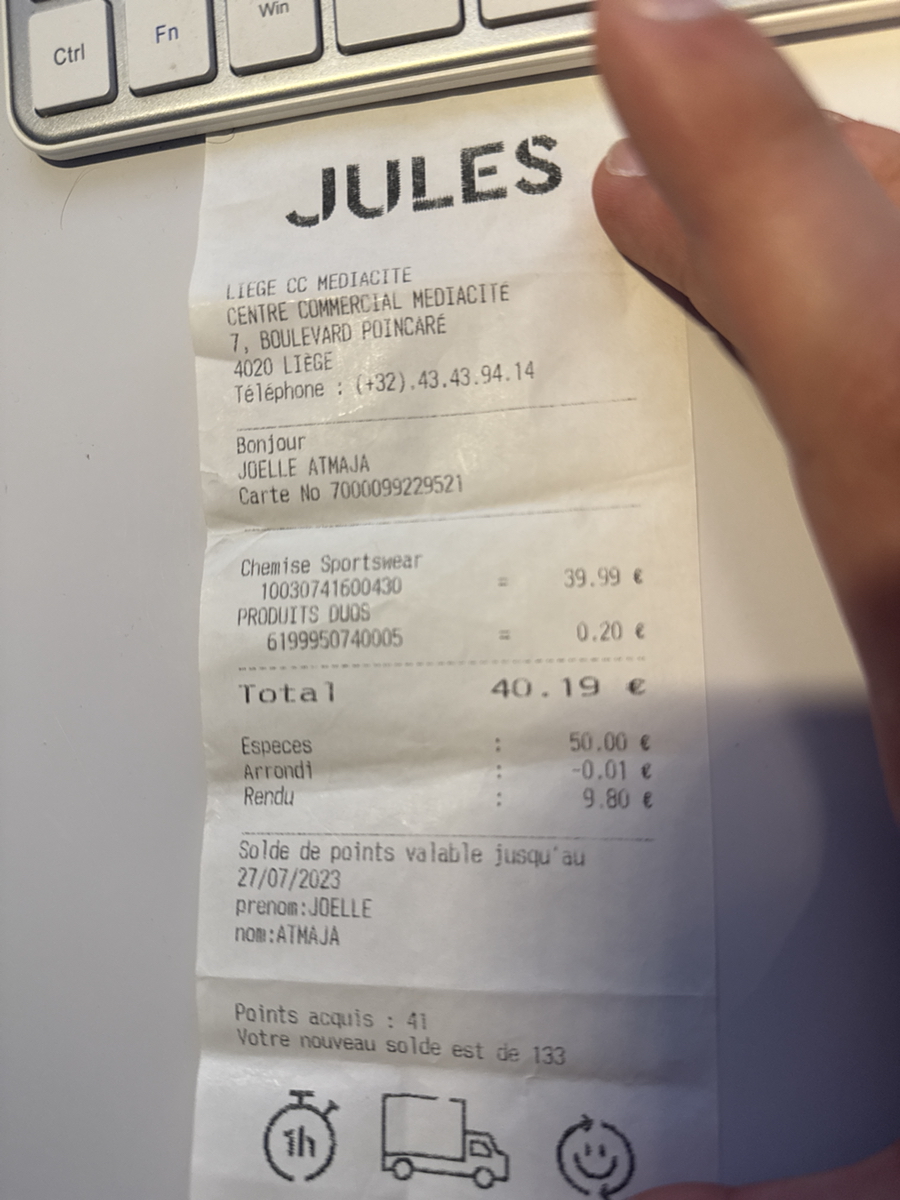 Ctrl
Fn
Win
JULES
LIEGE CC MEDIACITE
CENTRE COMMERCIAL MEDIACITÉ
7, BOULEVARD POINCARÉ
4020 LIÈGE
Téléphone : (+32).43.43.94.14
Bonjour
JOELLE ATMAJA
Carte No 7000099229521
Chemise Sportswear
10030741600430 = 39.99 €
PRODUITS DUOS
6199950740005 = 0.20 €
Total 40.19 €
Especes : 50.00 €
Arrondi : -0.01 €
Rendu : 9.80 €
Solde de points valable jusqu'au
27/07/2023
prenom:JOELLE
nom:ATMAJA
Points acquis : 41
Votre nouveau solde est de 133
1h